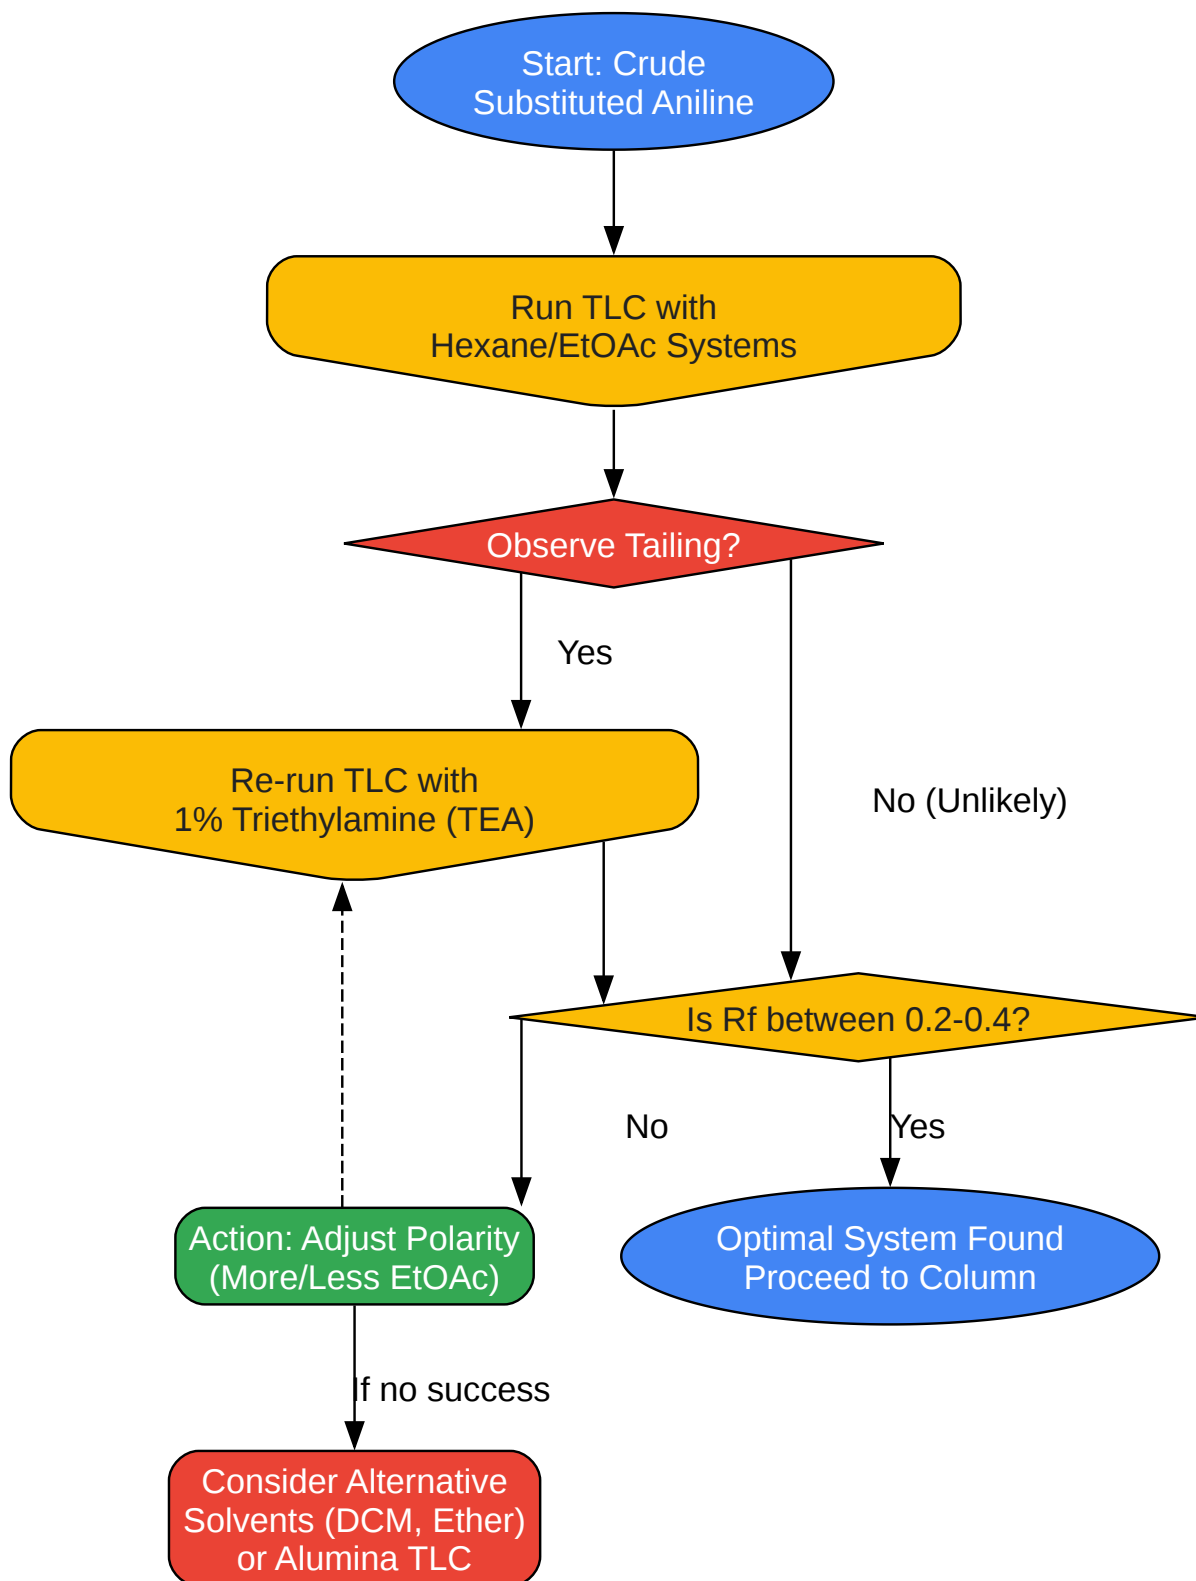 Start: Crude
Substituted Aniline
Run TLC with
Hexane/EtOAc Systems
Observe Tailing?
Yes
Re-run TLC with
1% Triethylamine (TEA)
No (Unlikely)
Is Rf between 0.2-0.4?
No
Yes
Action: Adjust Polarity
(More/Less EtOAc)
Optimal System Found
Proceed to Column
If no success
Consider Alternative
Solvents (DCM, Ether)
or Alumina TLC